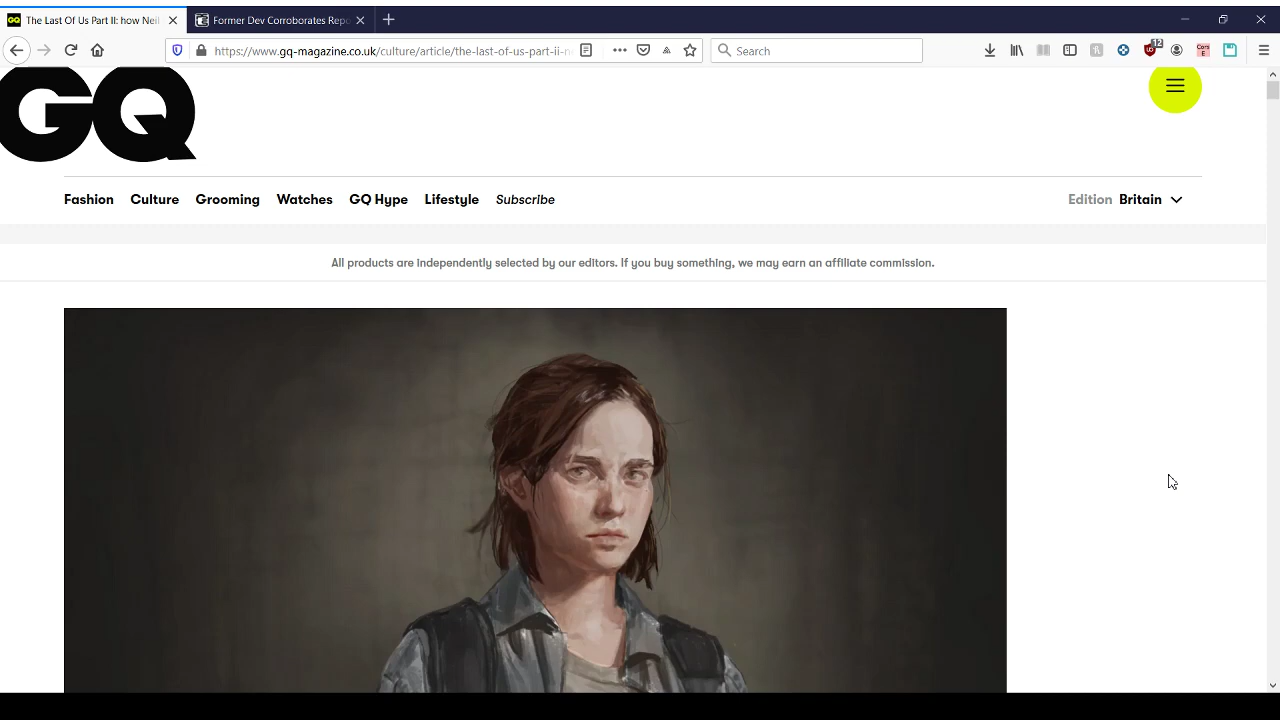 The Last Of Us Part II: how Neil
Former Dev Corroborates Repo
https://www.gq-magazine.co.uk/culture/article/the-last-of-us-part-ii-n
Search
12
GQ
Fashion Culture Grooming Watches GQ Hype Lifestyle Subscribe
Edition Britain
All products are independently selected by our editors. If you buy something, we may earn an affiliate commission.